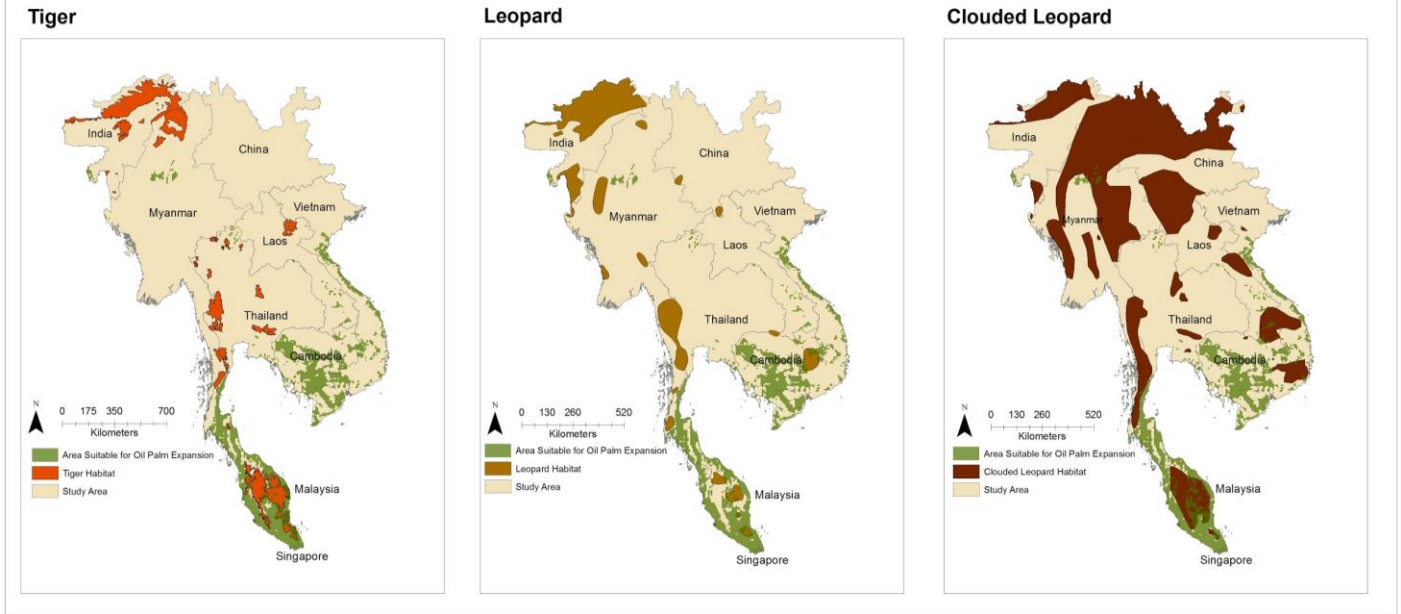 Tiger
India
China
Myanmar
Vietnam
Laos
Thailand
Cambodia
N
0 175 350 700
Kilometers
Area Suitable for Oil Palm Expansion
Tiger Habitat
Study Area
Malaysia
Singapore
Leopard
India
China
Myanmar
Vietnam
Laos
Thailand
Cambodia
N
0 130 260 520
Kilometers
Area Suitable for Oil Palm Expansion
Leopard Habitat
Study Area
Malaysia
Singapore
Clouded Leopard
India
China
Myanmar
Vietnam
Laos
Thailand
Cambodia
N
0 130 260 520
Kilometers
Area Suitable for Oil Palm Expansion
Clouded Leopard Habitat
Study Area
Malaysia
Singapore